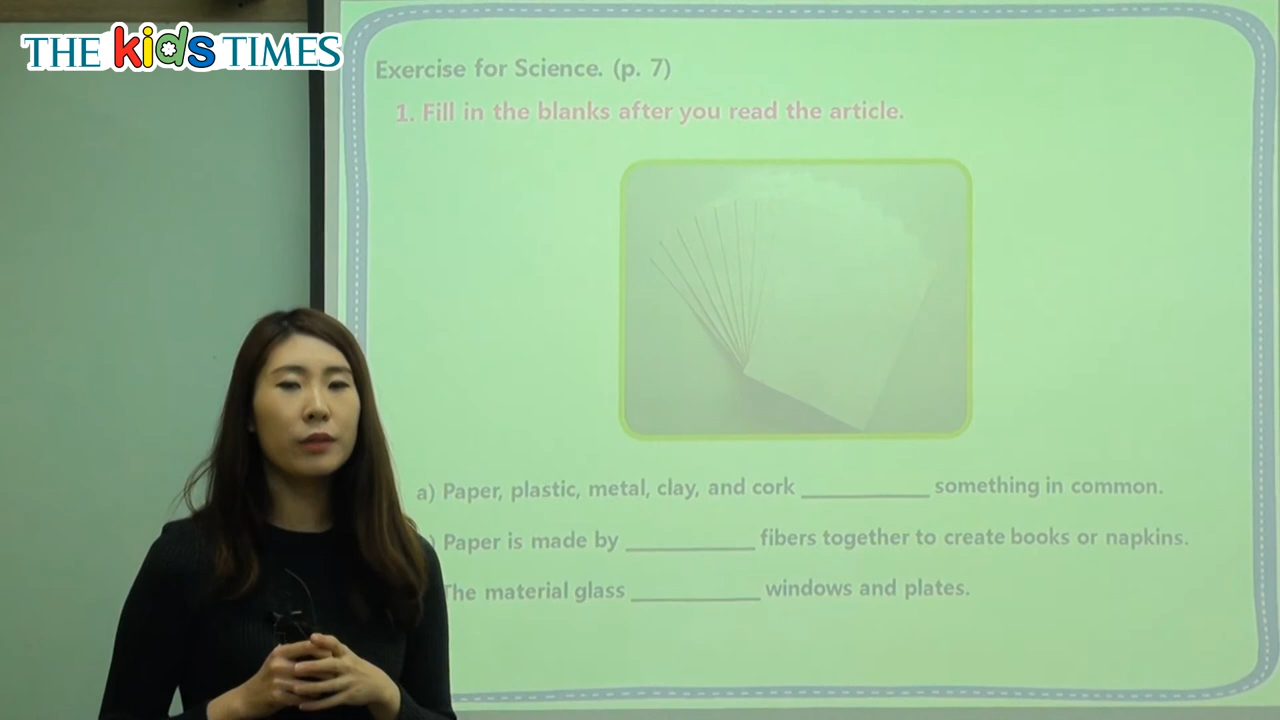 THE kids TIMES
Exercise for Science. (p. 7)
1. Fill in the blanks after you read the article.
a) Paper, plastic, metal, clay, and cork ___________ something in common.
) Paper is made by ___________ fibers together to create books or napkins.
The material glass ___________ windows and plates.